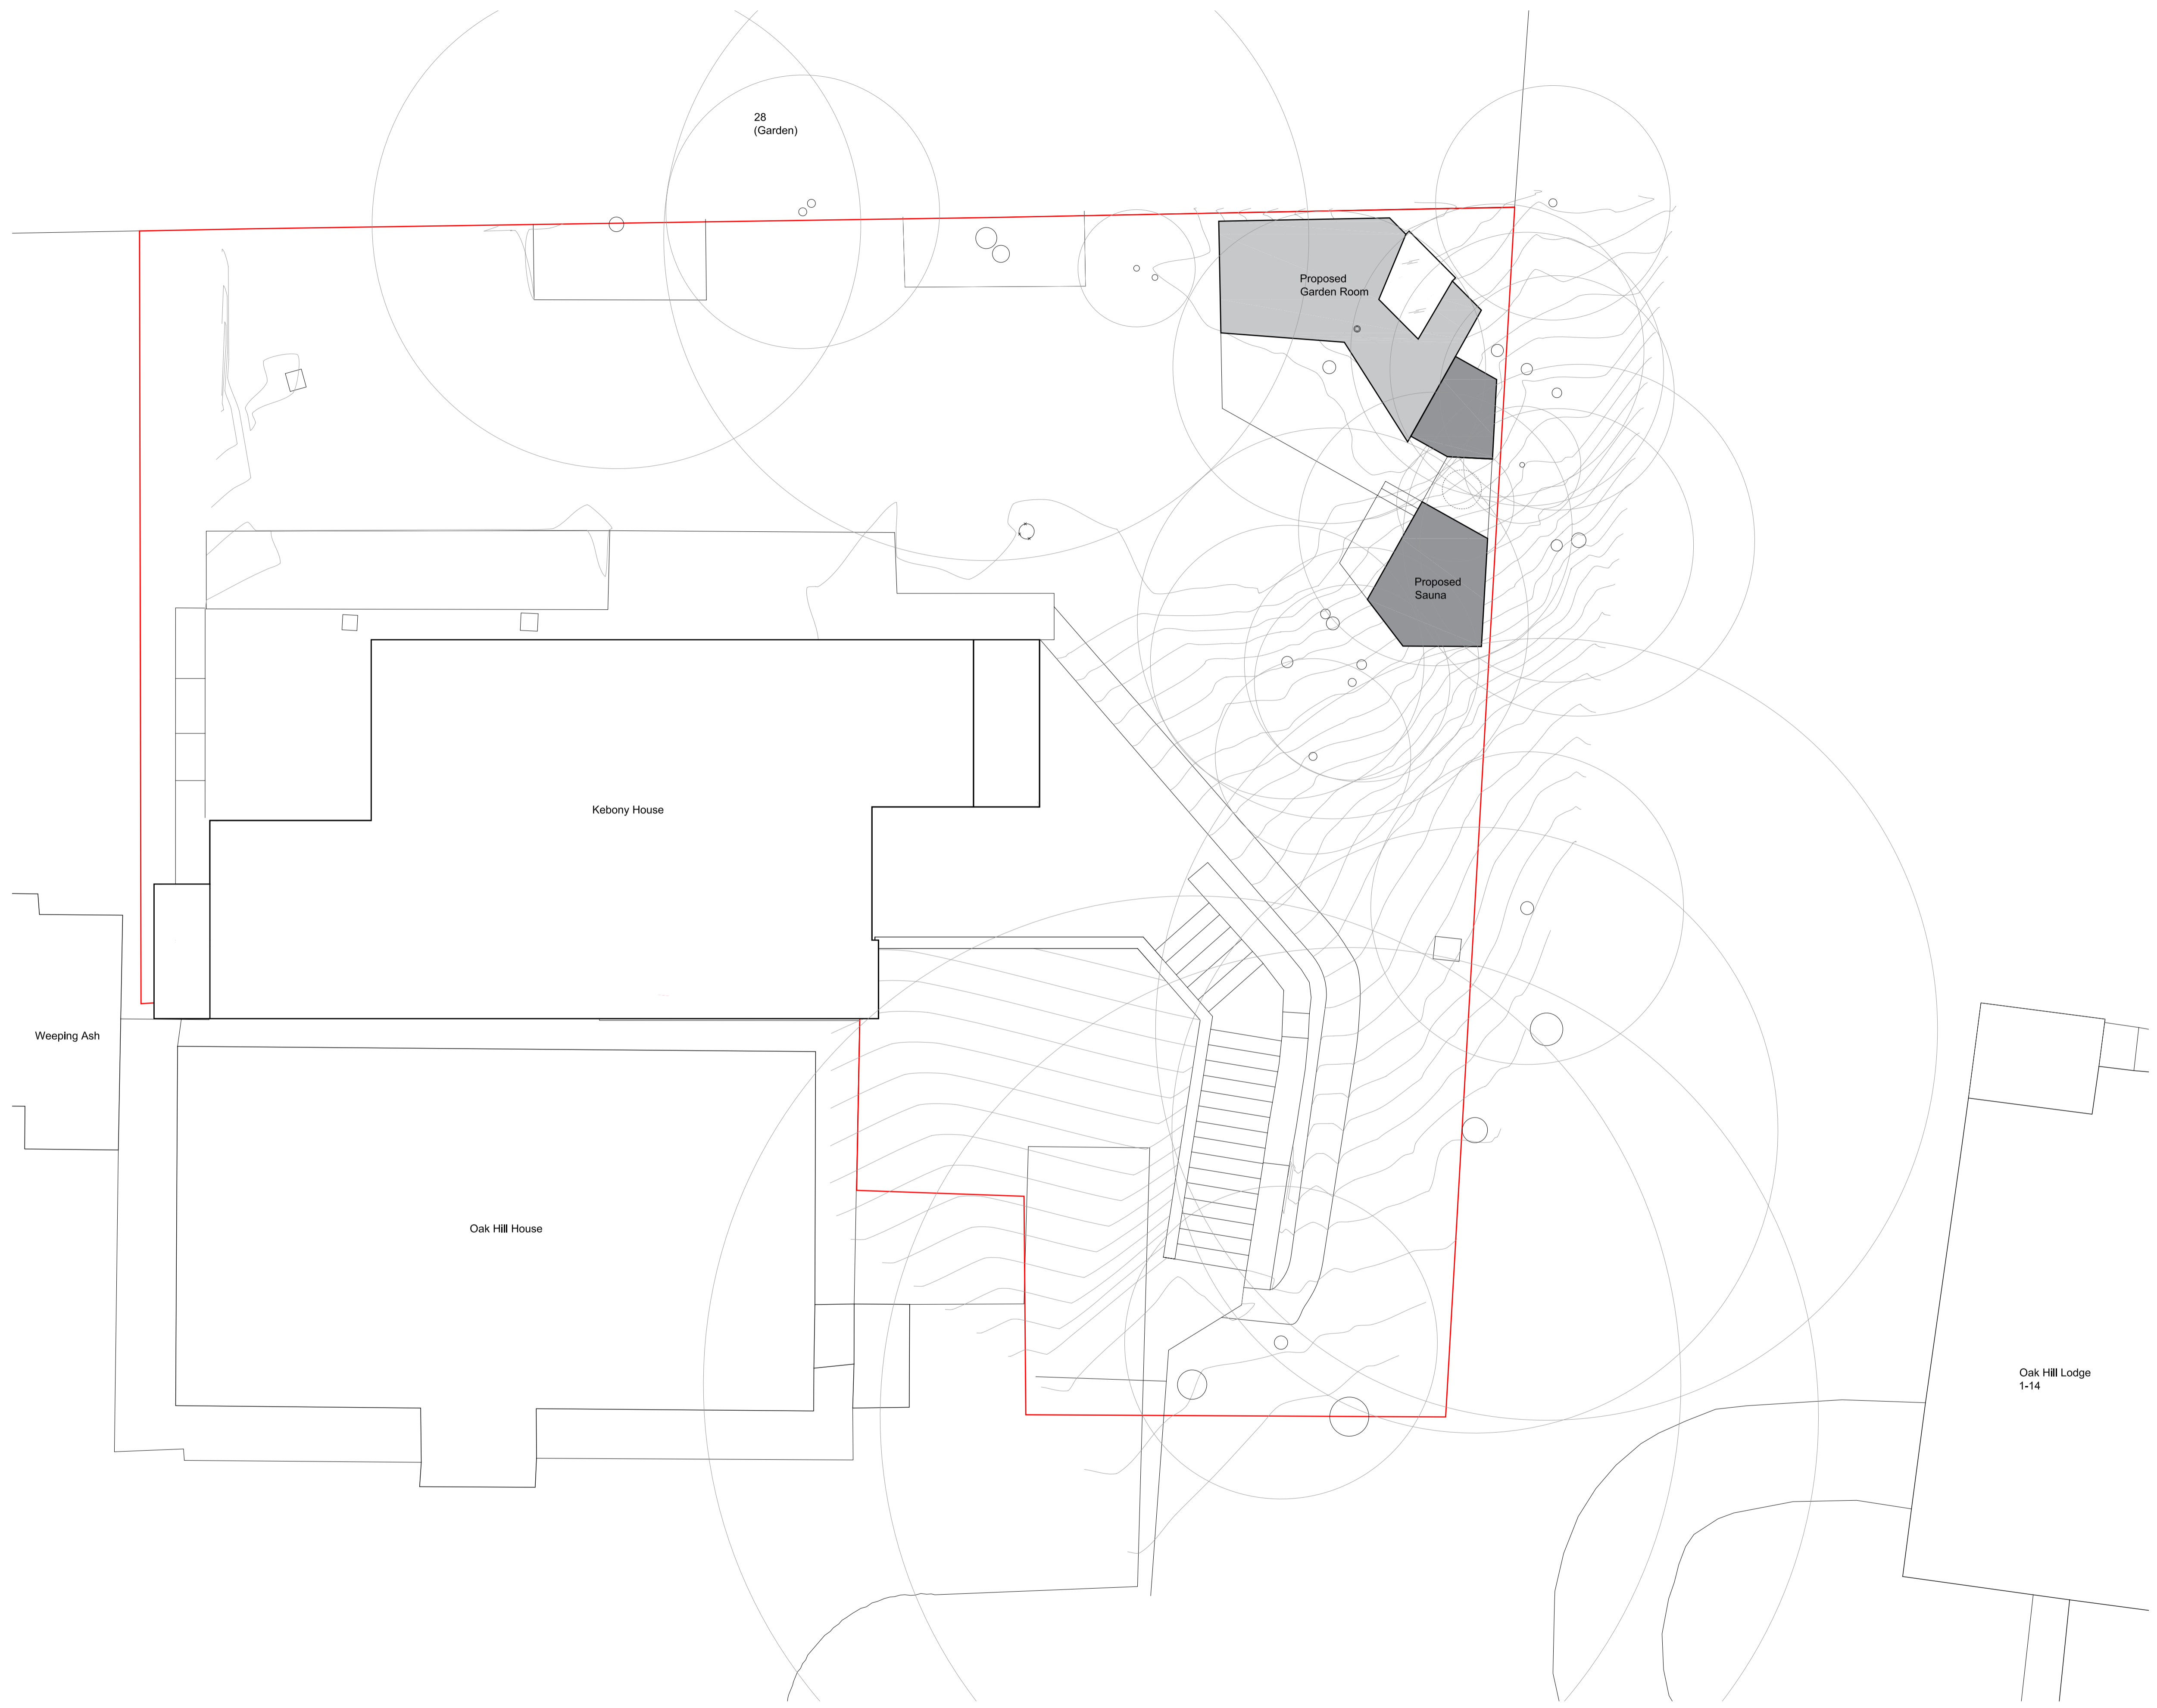 28
(Garden)
Proposed
Garden Room
Proposed
Sauna
Kebony House
Weeping Ash
Oak Hill House
Oak Hill Lodge
1-14